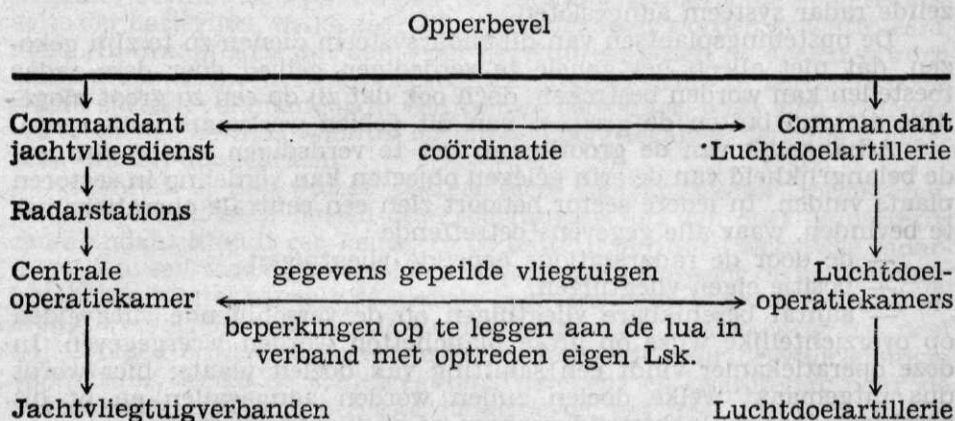 Opperbevel
Commandant jachtvliegdienst
coördinatie
Commandant Luchtdoelartillerie
Radarstations
Centrale operatiekamer
gegevens gepeilde vliegtuigen
Luchtdoel-
operatiekamers
beperkingen op te leggen aan de lua in
verband met optreden eigen Lsk.
Jachtvliegtuigverbanden
Luchtdoelartillerie